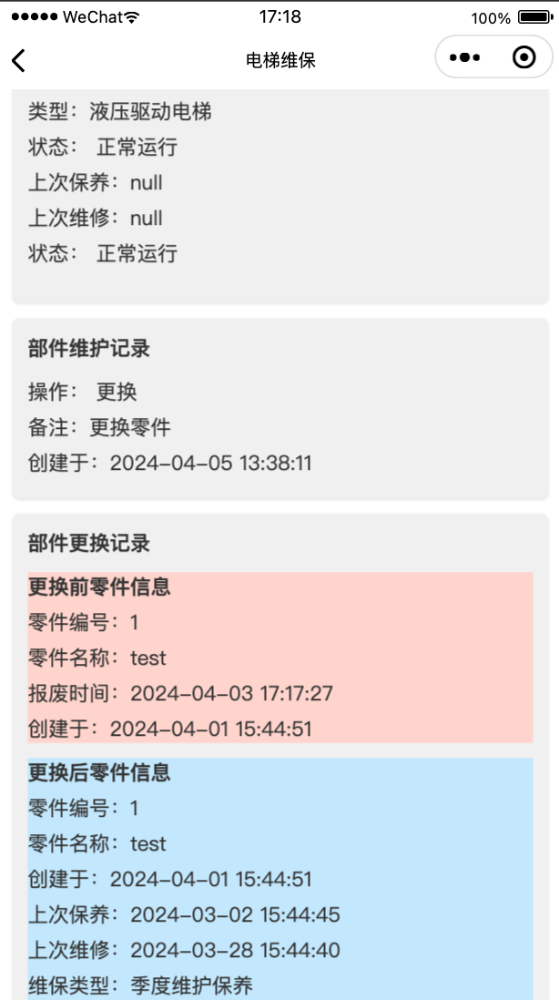 ●●●●● WeChat 17:18 100%
电梯维保
类型：液压驱动电梯
状态： 正常运行
上次保养：null
上次维修：null
状态： 正常运行
部件维护记录
操作： 更换
备注：更换零件
创建于：2024-04-05 13:38:11
部件更换记录
更换前零件信息
零件编号：1
零件名称：test
报废时间：2024-04-03 17:17:27
创建于：2024-04-01 15:44:51
更换后零件信息
零件编号：1
零件名称：test
创建于：2024-04-01 15:44:51
上次保养：2024-03-02 15:44:45
上次维修：2024-03-28 15:44:40
维保类型：季度维护保养